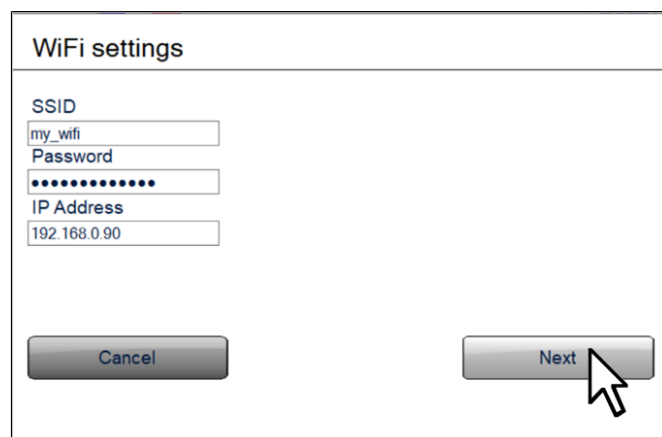 WiFi settings
SSID
my_wifi
Password
•••••••••••••
IP Address
192.168.0.90
Cancel
Next